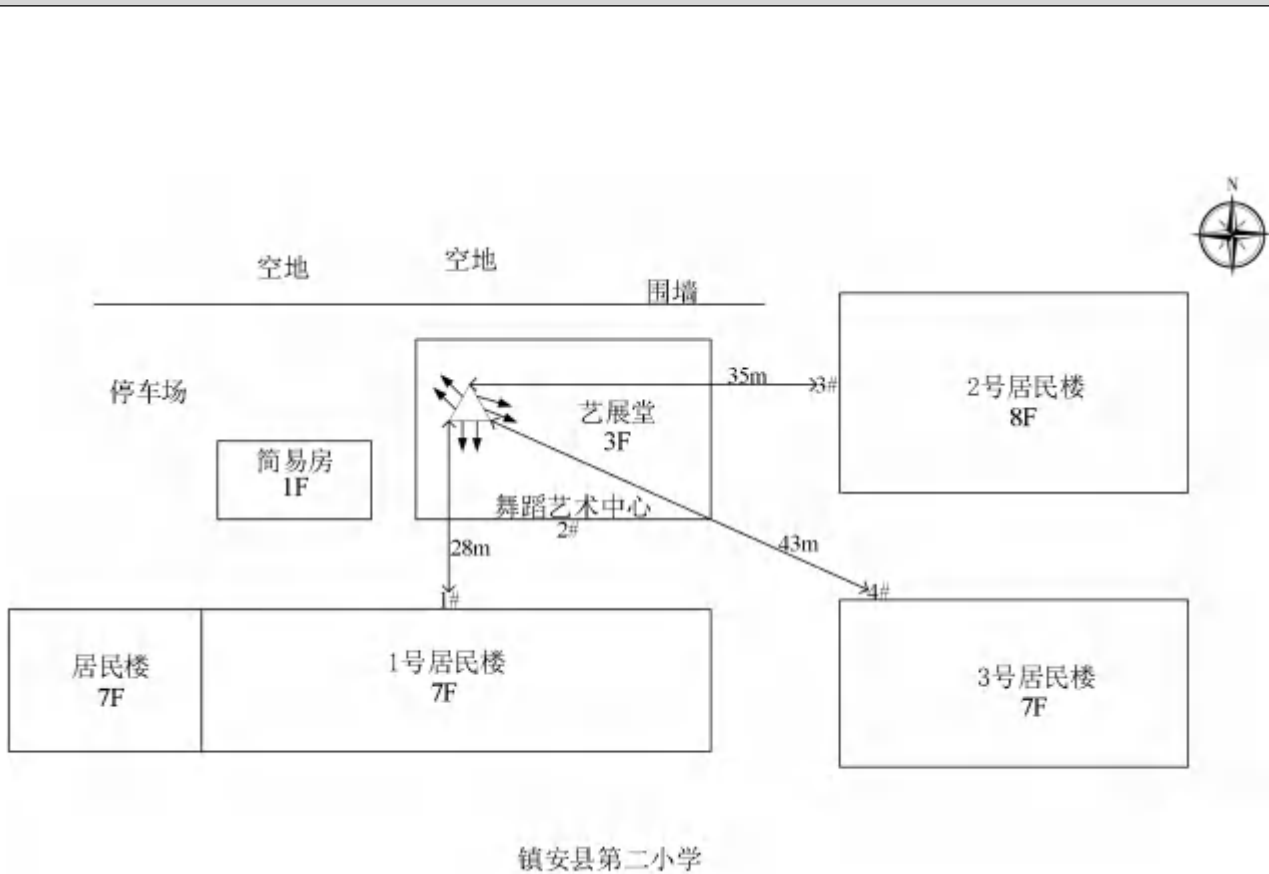 N
空地
空地
围墙
停车场
35m
3#
2号居民楼
8F
艺展堂
3F
简易房
1F
舞蹈艺术中心
2#
28m
43m
1#
4#
居民楼
7F
1号居民楼
7F
3号居民楼
7F
镇安县第二小学